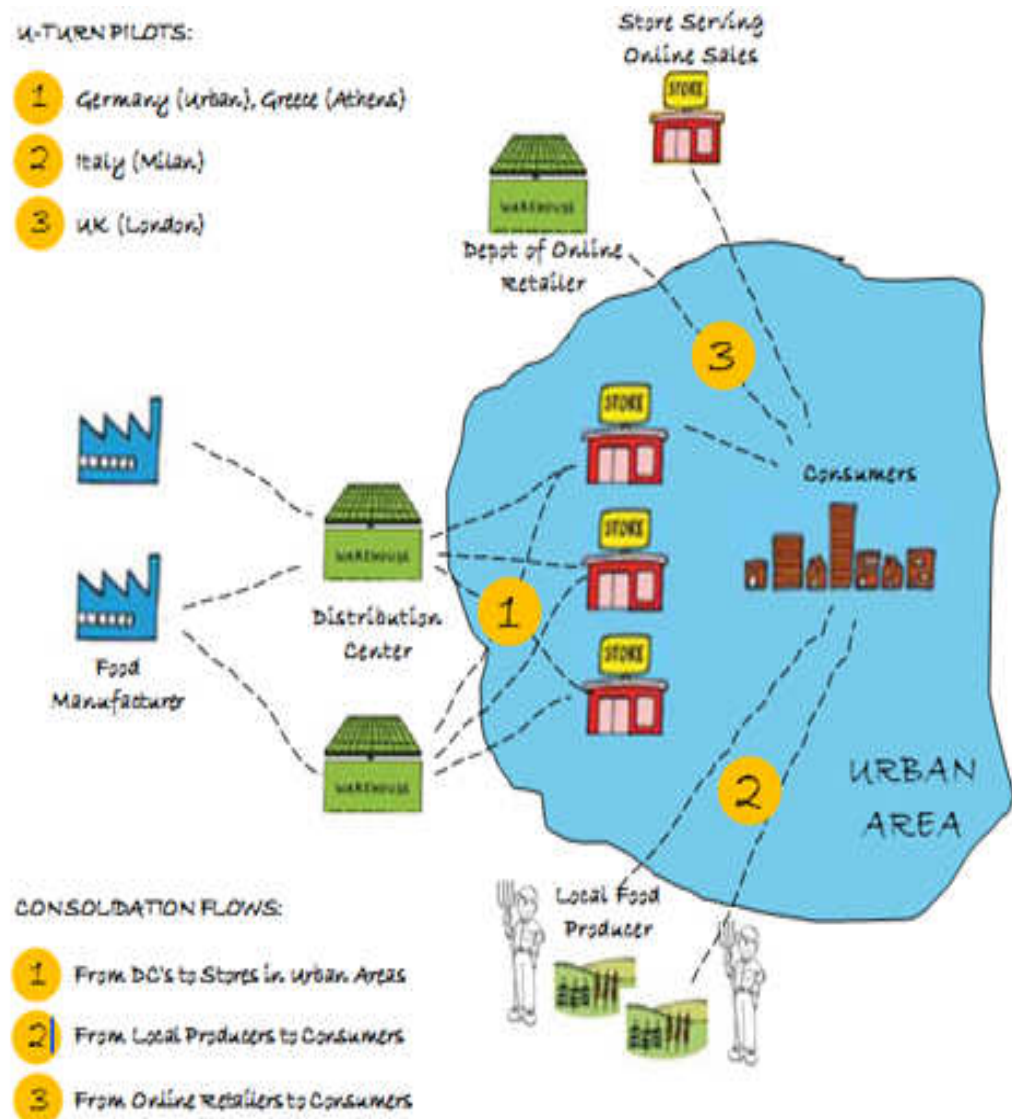 U-TURN PILOTS:
1 Germany (Urban), Greece (Athens)
2 Italy (Milan)
3 UK (London)
Store Serving
Online Sales
STORE
WAREHOUSE
Depot of Online
Retailer
3
STORE
Consumers
STORE
WAREHOUSE
1
Distribution
Center
STORE
Food
Manufacturer
WAREHOUSE
2
URBAN
AREA
Local Food
Producer
CONSOLIDATION FLOWS:
1 From DC's to Stores in Urban Areas
2 From Local Producers to Consumers
3 From Online Retailers to Consumers